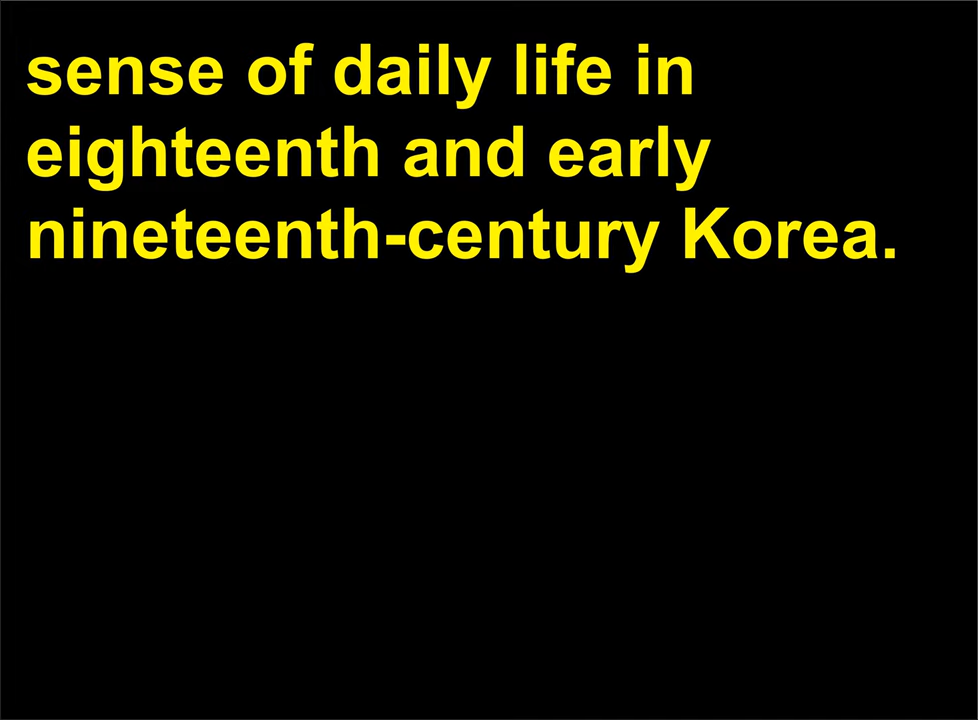 sense of daily life in
eighteenth and early
nineteenth-century Korea.